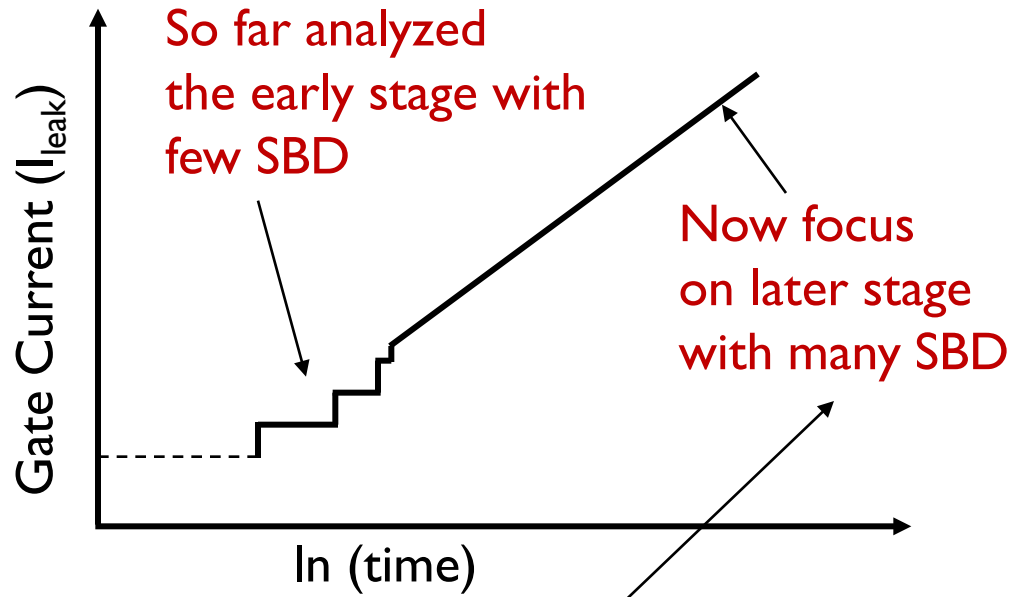 So far analyzed
the early stage with
few SBD
Gate Current (I_leak)
Now focus
on later stage
with many SBD
ln (time)